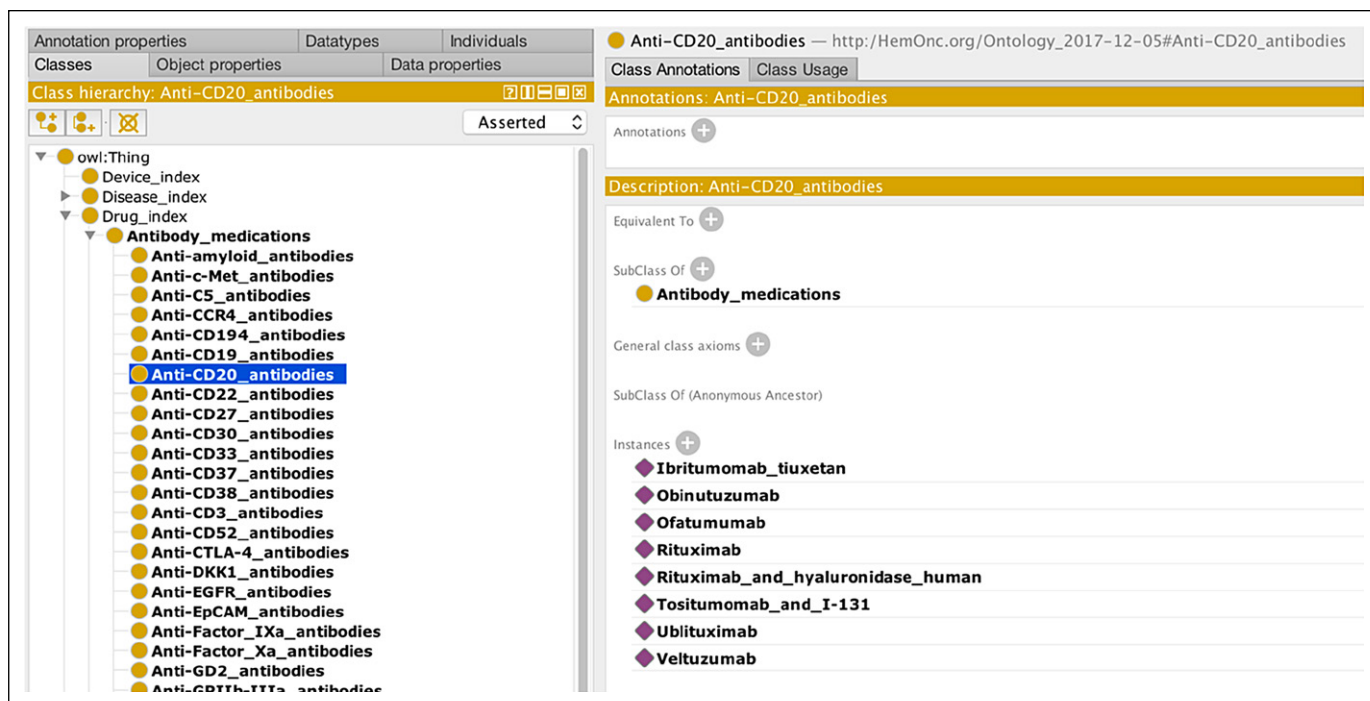 Annotation properties Datatypes Individuals
Classes Object properties Data properties
Class hierarchy: Anti-CD20_antibodies
Asserted
owl:Thing
Device_index
Disease_index
Drug_index
Antibody_medications
Anti-amyloid_antibodies
Anti-c-Met_antibodies
Anti-C5_antibodies
Anti-CCR4_antibodies
Anti-CD194_antibodies
Anti-CD19_antibodies
Anti-CD20_antibodies
Anti-CD22_antibodies
Anti-CD27_antibodies
Anti-CD30_antibodies
Anti-CD33_antibodies
Anti-CD37_antibodies
Anti-CD38_antibodies
Anti-CD3_antibodies
Anti-CD52_antibodies
Anti-CTLA-4_antibodies
Anti-DKK1_antibodies
Anti-EGFR_antibodies
Anti-EpCAM_antibodies
Anti-Factor_IXa_antibodies
Anti-Factor_Xa_antibodies
Anti-GD2_antibodies
Anti-GPIIb-IIIa_antibodies
Anti-CD20_antibodies — http:/HemOnc.org/Ontology_2017-12-05#Anti-CD20_antibodies
Class Annotations Class Usage
Annotations: Anti-CD20_antibodies
Annotations
Description: Anti-CD20_antibodies
Equivalent To
SubClass Of
Antibody_medications
General class axioms
SubClass Of (Anonymous Ancestor)
Instances
Ibritumomab_tiuxetan
Obinutuzumab
Ofatumumab
Rituximab
Rituximab_and_hyaluronidase_human
Tositumomab_and_I-131
Ublituximab
Veltuzumab